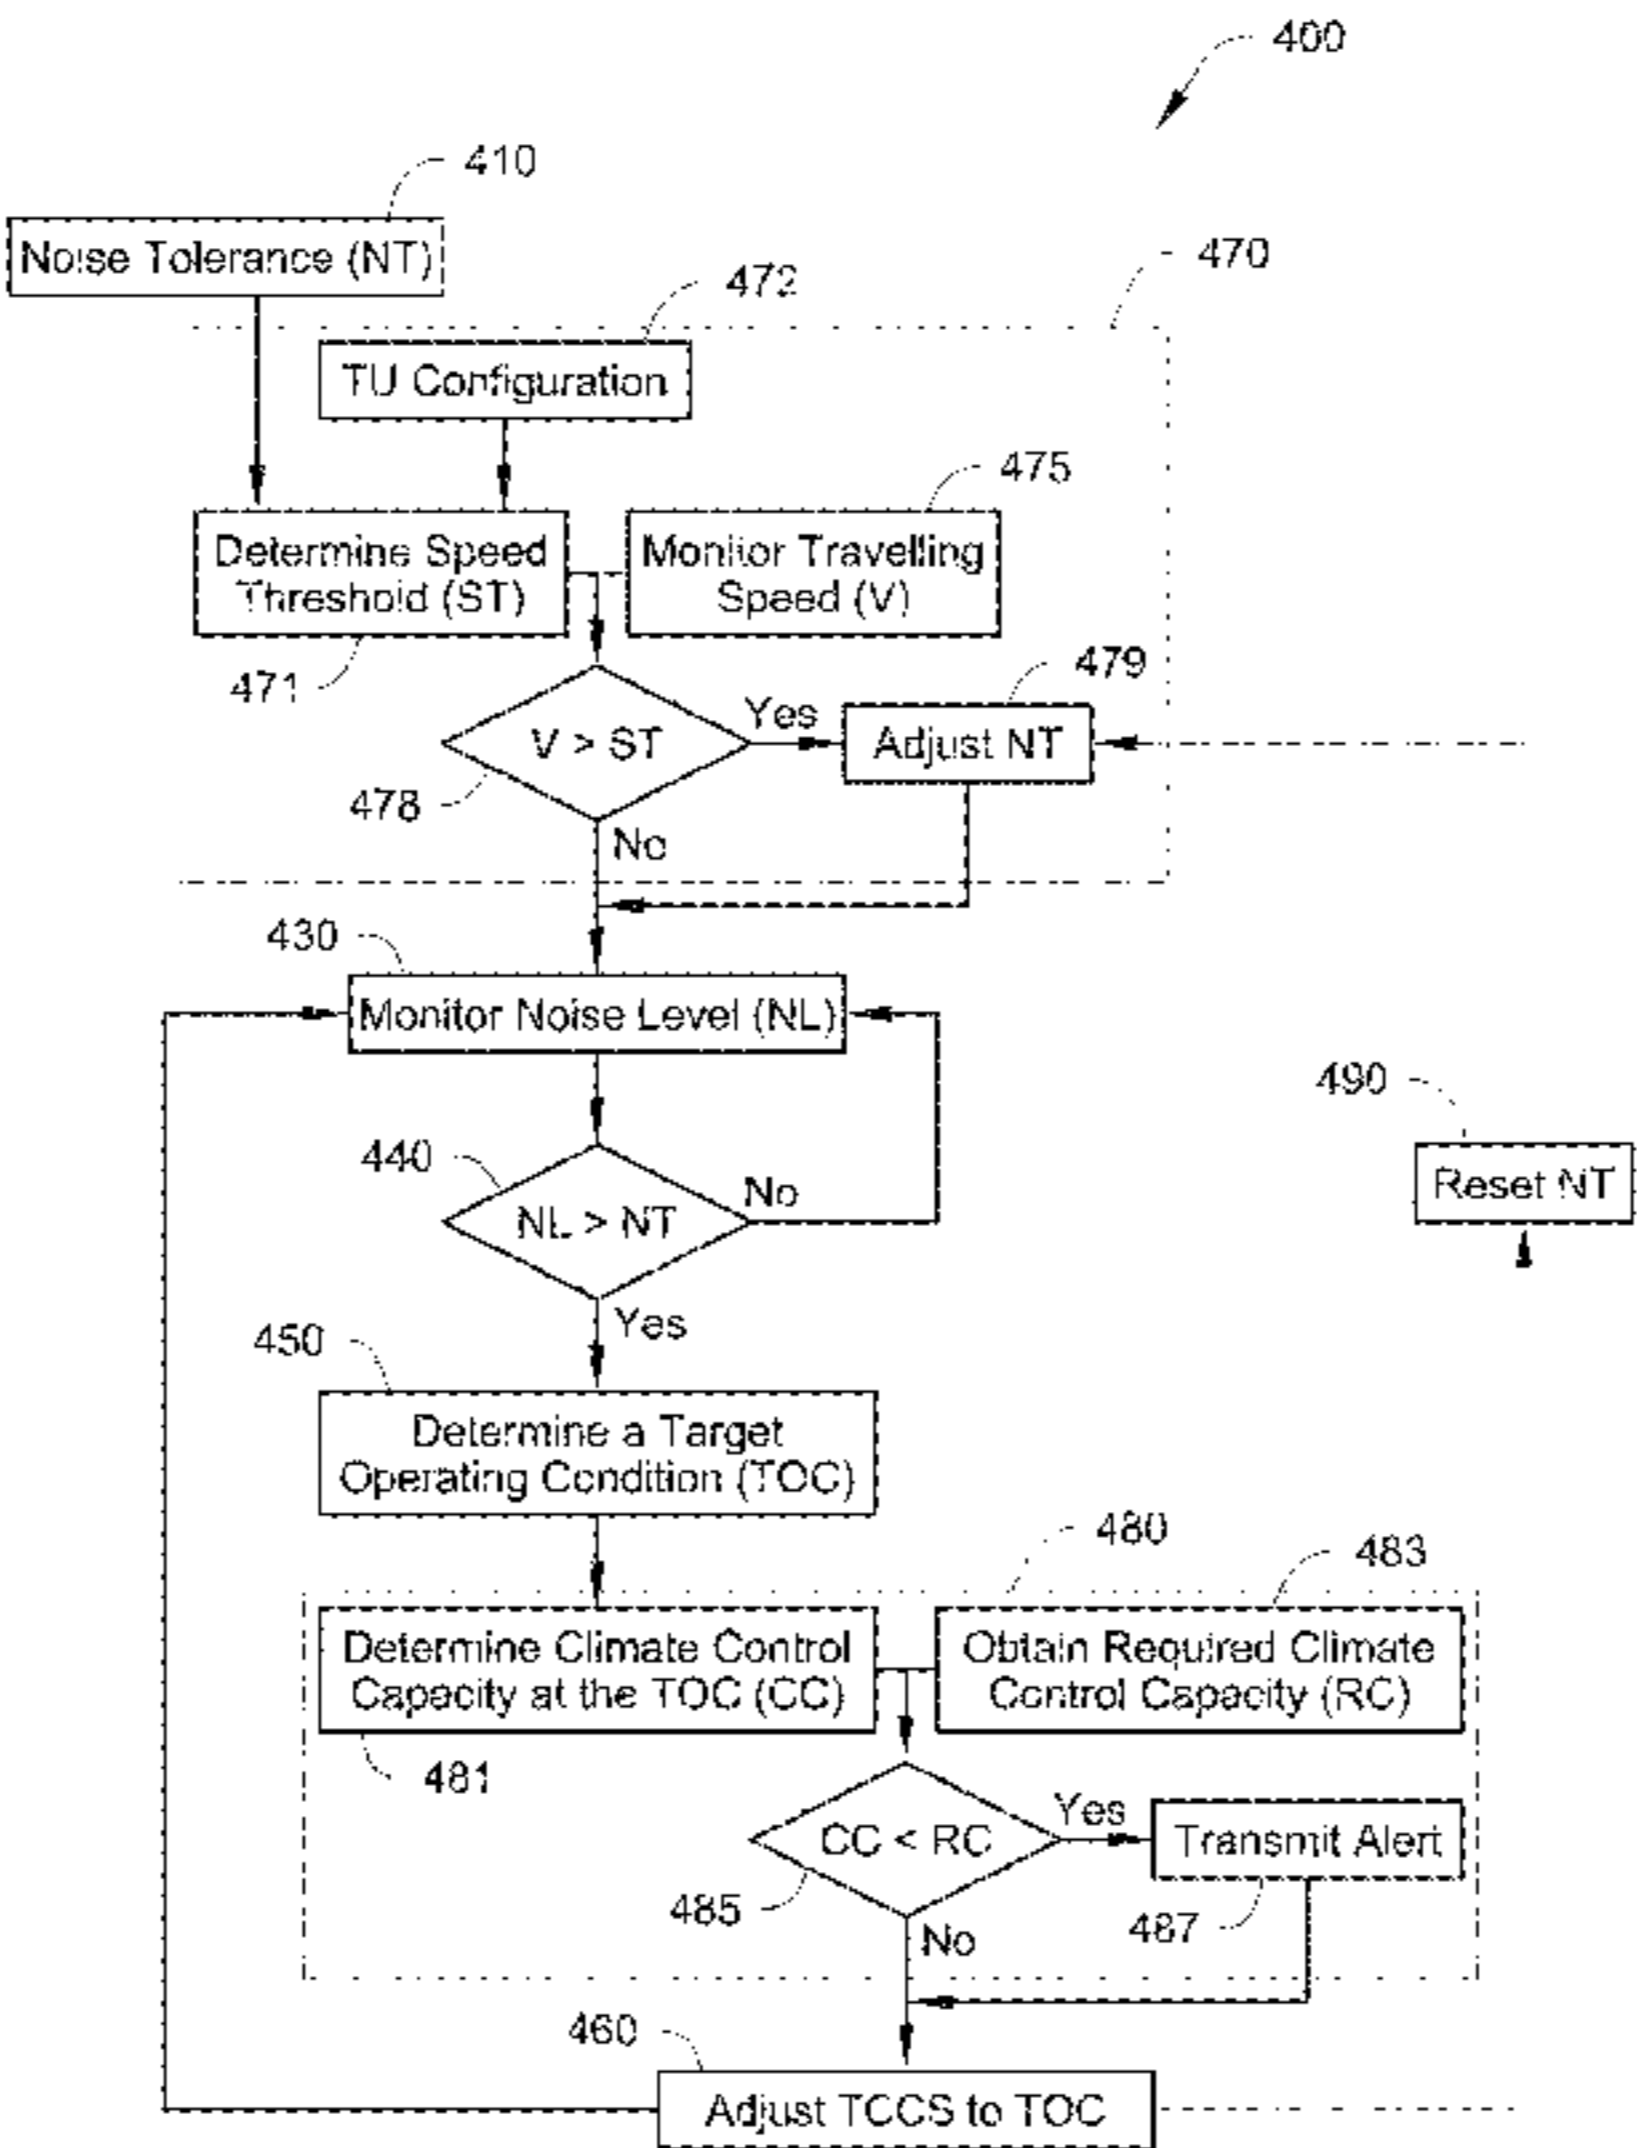 400
410
Noise Tolerance (NT)
470
472
TU Configuration
475
Determine Speed
Threshold (ST)
Monitor Travelling
Speed (V)
471
479
V > ST
Yes
Adjust NT
478
No
430
Monitor Noise Level (NL)
490
440
No
NL > NT
Reset NT
Yes
450
Determine a Target
Operating Condition (TOC)
480
483
Determine Climate Control
Capacity at the TOC (CC)
Obtain Required Climate
Control Capacity (RC)
481
CC < RC
Yes
Transmit Alert
485
487
No
460
Adjust TCCS to TOC